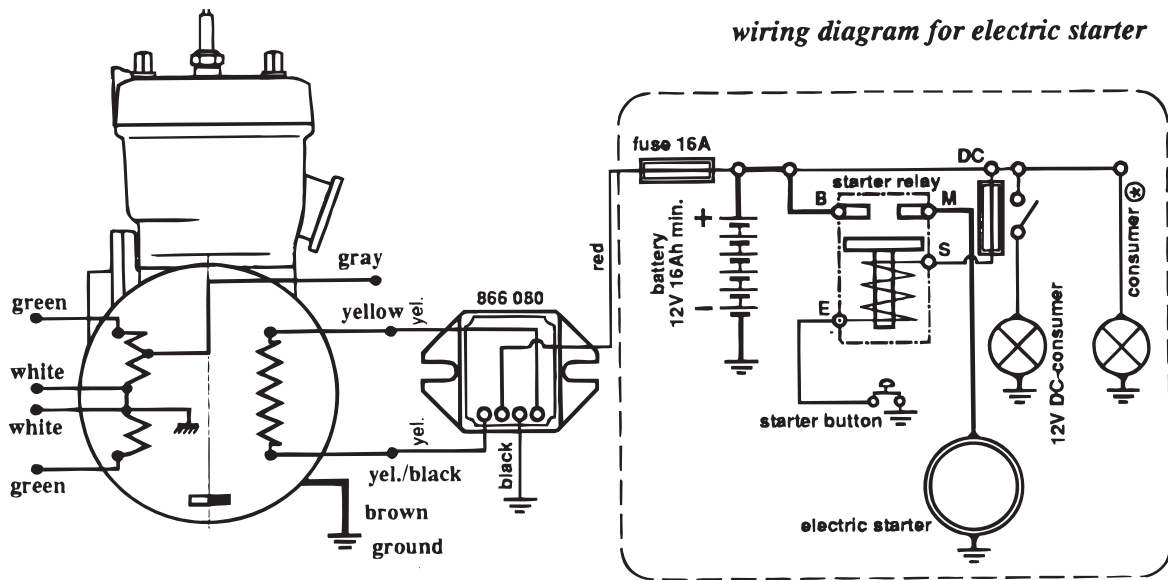 wiring diagram for electric starter
fuse 16A
DC
starter relay
B
M
consumer ⊛
+
battery
12V 16Ah min.
−
S
E
red
gray
green
yellow
yel.
866 080
white
white
green
yel.
yel./black
black
brown
ground
starter button
12V DC-consumer
electric starter